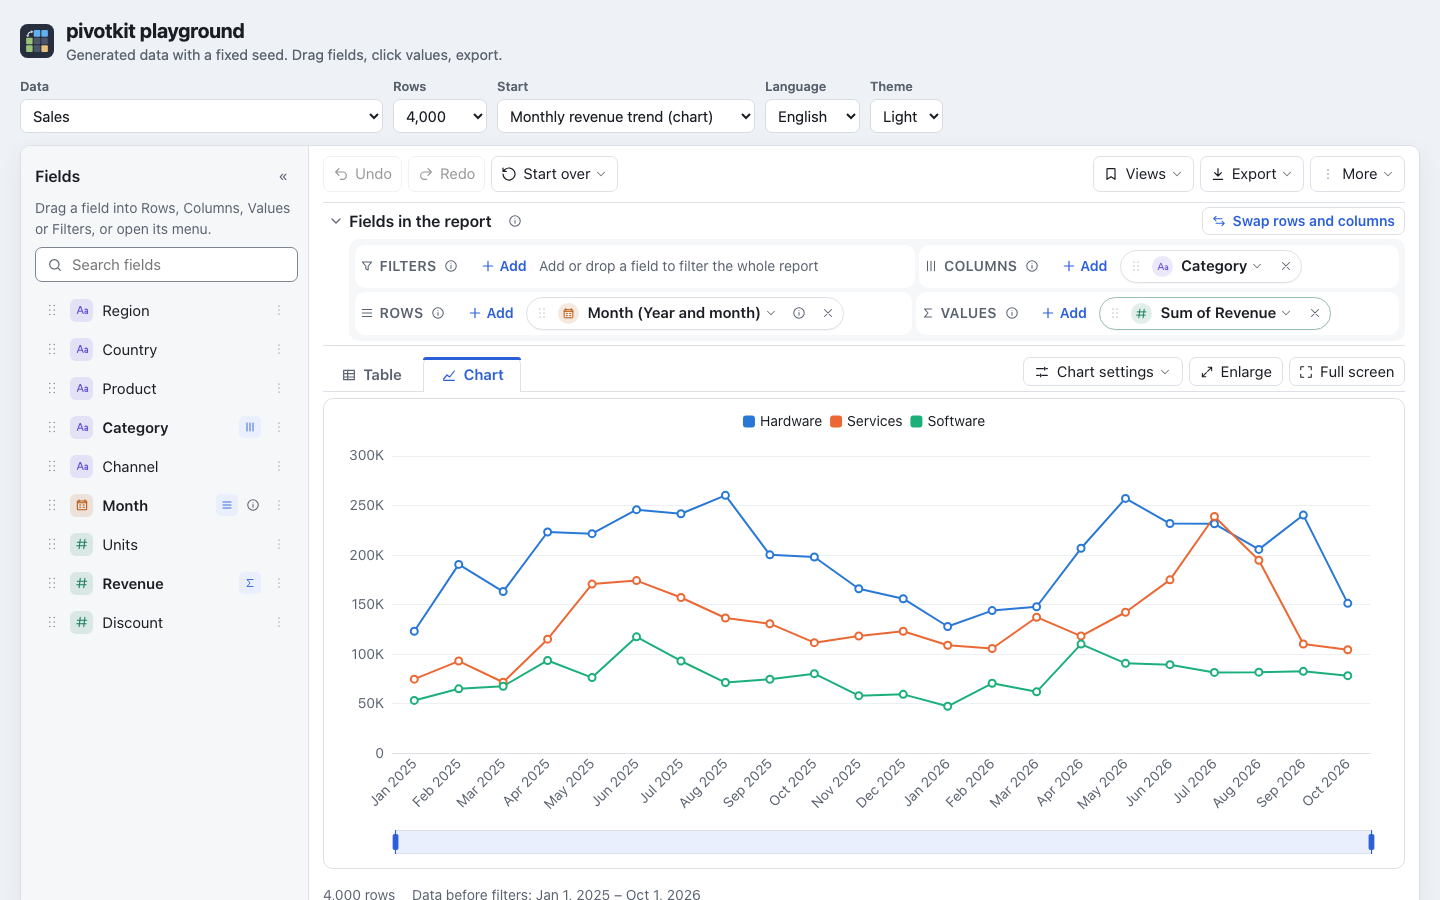 pivotkit playground
Generated data with a fixed seed. Drag fields, click values, export.
Data
Rows
Start
Language
Theme
Sales
4,000
Monthly revenue trend (chart)
English
Light
Fields
«
Drag a field into Rows, Columns, Values
or Filters, or open its menu.
Search fields
Aa Region
Aa Country
Aa Product
Aa Category
Aa Channel
Month
# Units
# Revenue Σ
# Discount
Undo
Redo
Start over
Views
Export
More
Fields in the report
Swap rows and columns
FILTERS
+ Add
Add or drop a field to filter the whole report
COLUMNS
+ Add
Aa Category
ROWS
+ Add
Month (Year and month)
Σ VALUES
+ Add
# Sum of Revenue
Table
Chart
Chart settings
Enlarge
Full screen
Hardware Services Software
300K
250K
200K
150K
100K
50K
0
Jan 2025
Feb 2025
Mar 2025
Apr 2025
May 2025
Jun 2025
Jul 2025
Aug 2025
Sep 2025
Oct 2025
Nov 2025
Dec 2025
Jan 2026
Feb 2026
Mar 2026
Apr 2026
May 2026
Jun 2026
Jul 2026
Aug 2026
Sep 2026
Oct 2026
4,000 rows
Data before filters: Jan 1, 2025 – Oct 1, 2026